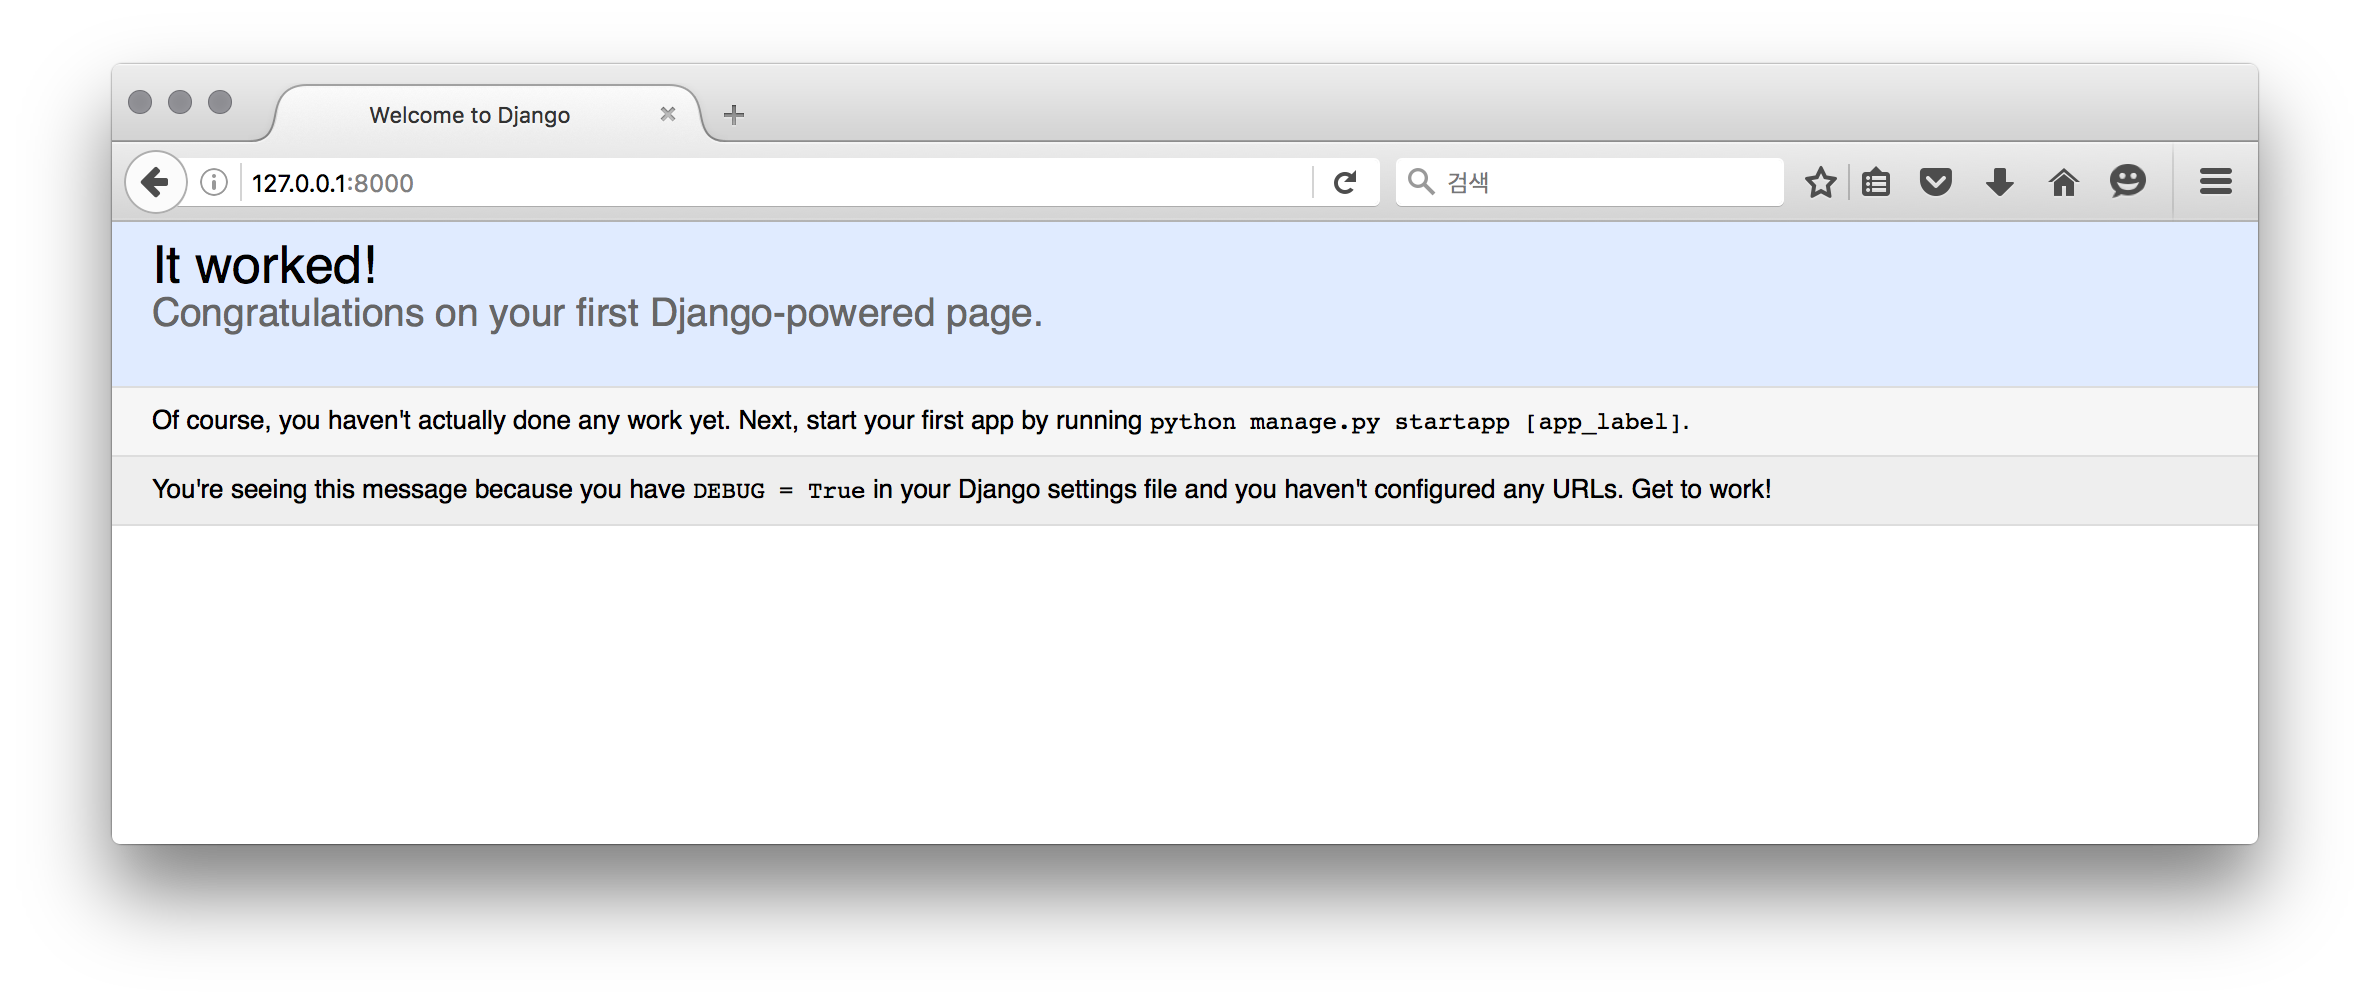 Welcome to Django
127.0.0.1:8000
검색
It worked!
Congratulations on your first Django-powered page.
Of course, you haven't actually done any work yet. Next, start your first app by running python manage.py startapp [app_label].
You're seeing this message because you have DEBUG = True in your Django settings file and you haven't configured any URLs. Get to work!